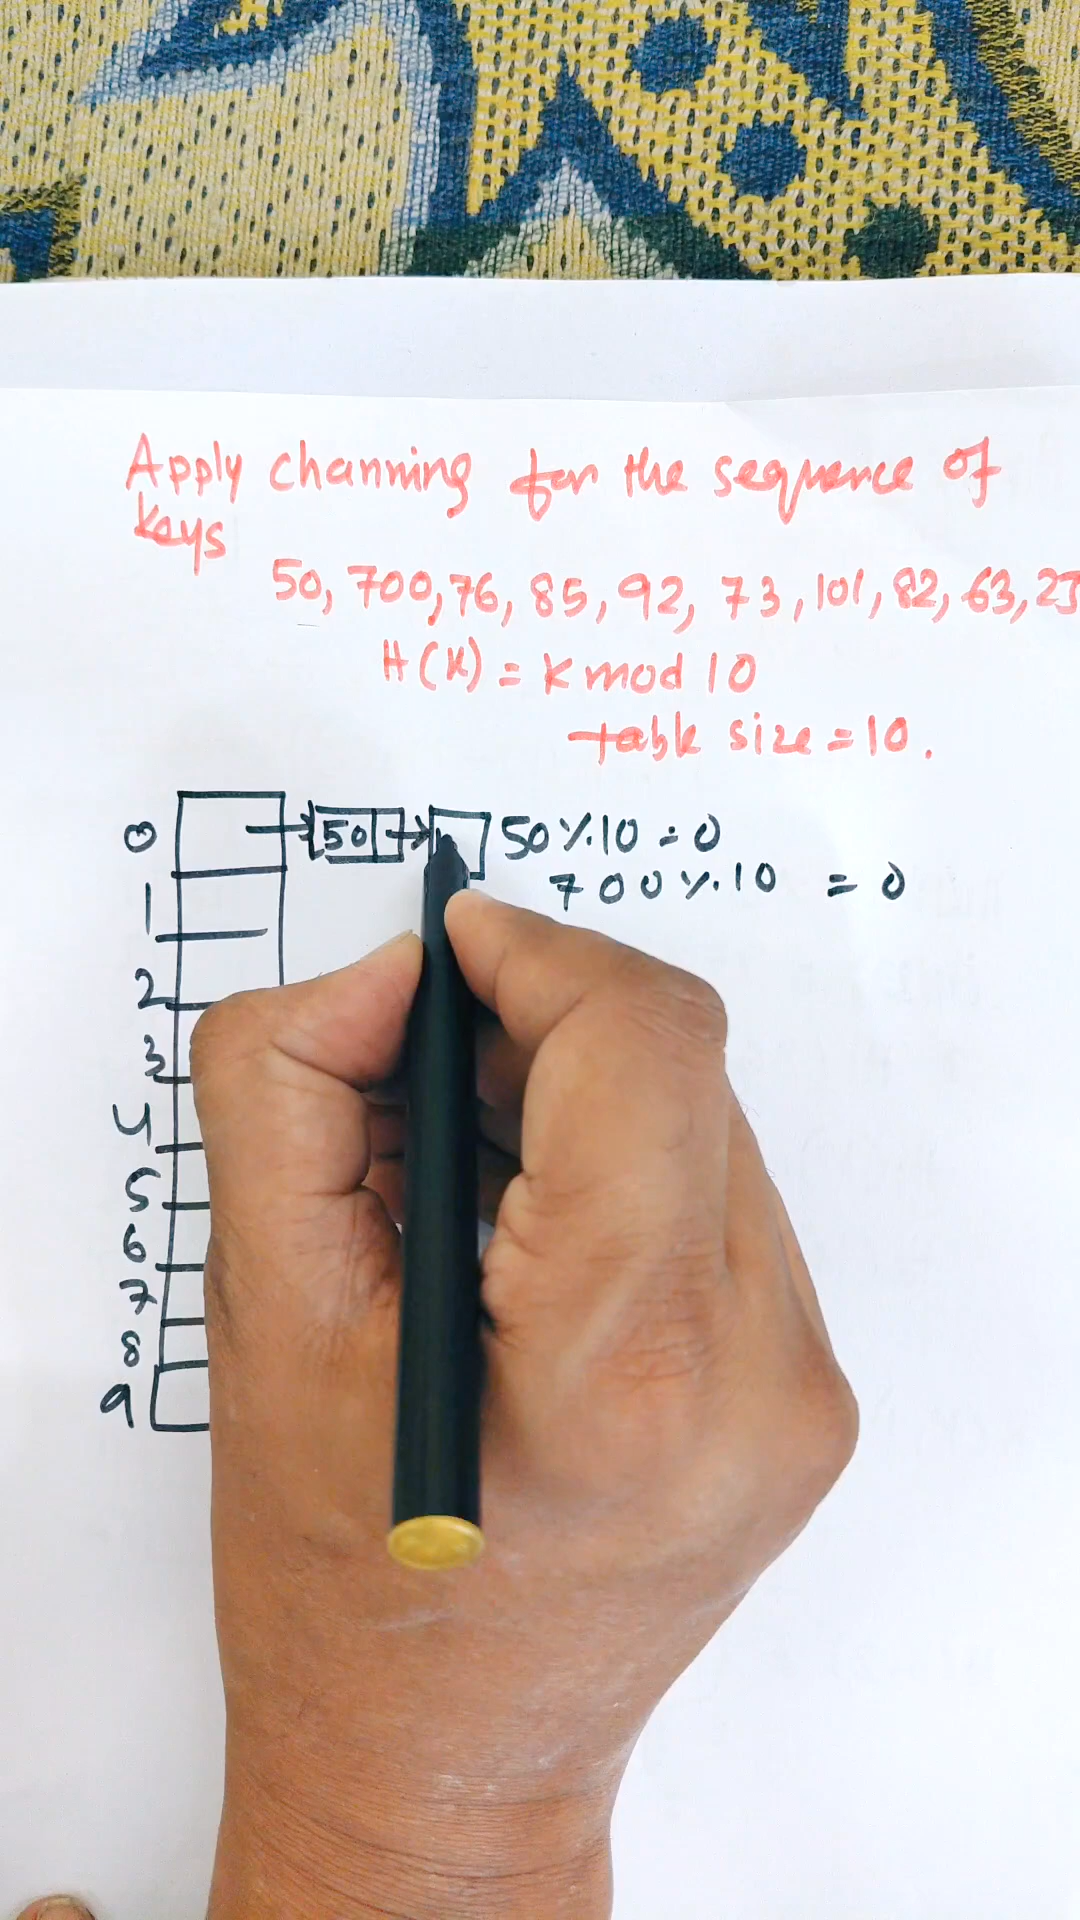 Apply channing for the sequence of
keys
50, 700, 76, 85, 92, 73, 101, 82, 63, 23
H(K) = K mod 10
table size = 10.
0 50 50 %. 10 = 0
700 %. 10 = 0
1
2
3
4
5
6
7
8
9